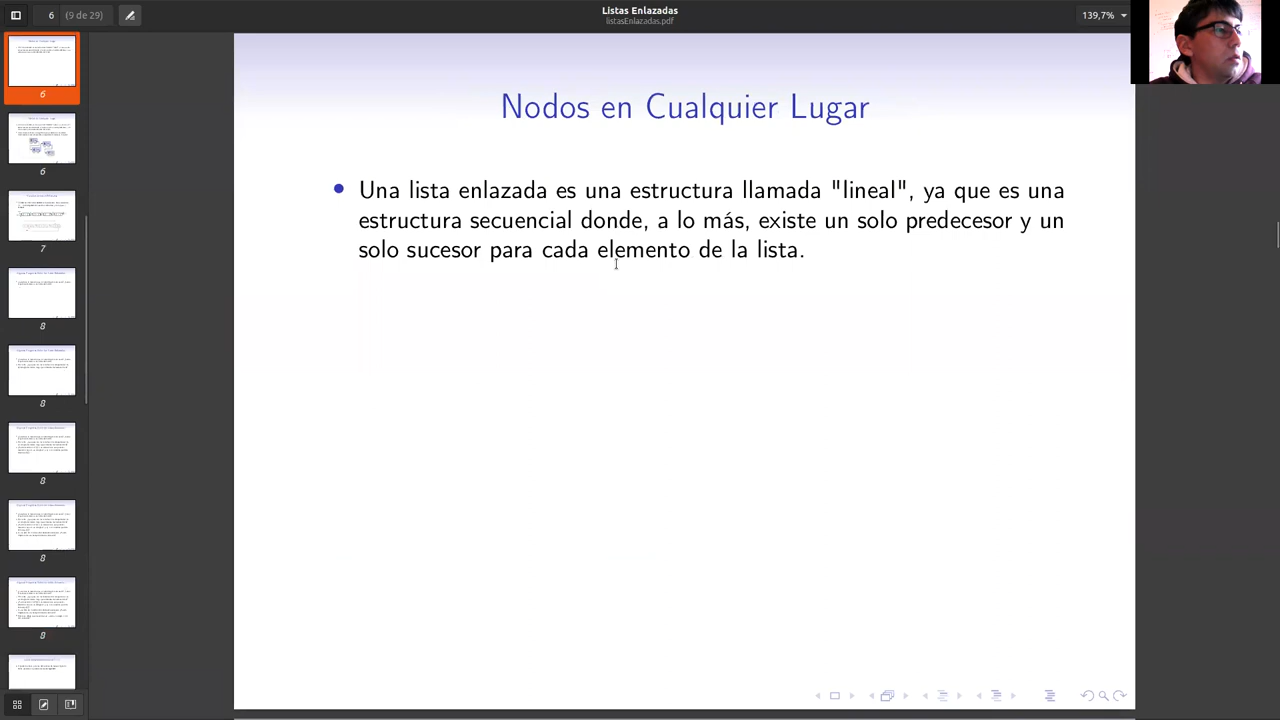 Listas Enlazadas
listasEnlazadas.pdf
6 (9 de 29)
139,7%
Nodos en Cualquier Lugar
• Una lista enlazada es una estructura llamada "lineal", ya que es una
estructura secuencial donde, a lo más, existe un solo predecesor y un
solo sucesor para cada elemento de la lista.
6
6
7
8
8
8
8
8